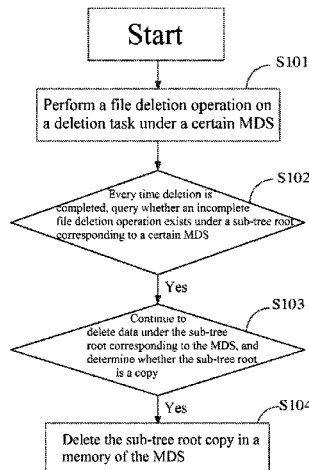 Start
S101
Perform a file deletion operation on
a deletion task under a certain MDS
S102
Every time deletion is
completed, query whether an incomplete
file deletion operation exists under a sub-tree root
corresponding to a certain MDS
Yes
S103
Continue to
delete data under the sub-tree
root corresponding to the MDS, and
determine whether the sub-tree root
is a copy
Yes
S104
Delete the sub-tree root copy in a
memory of the MDS